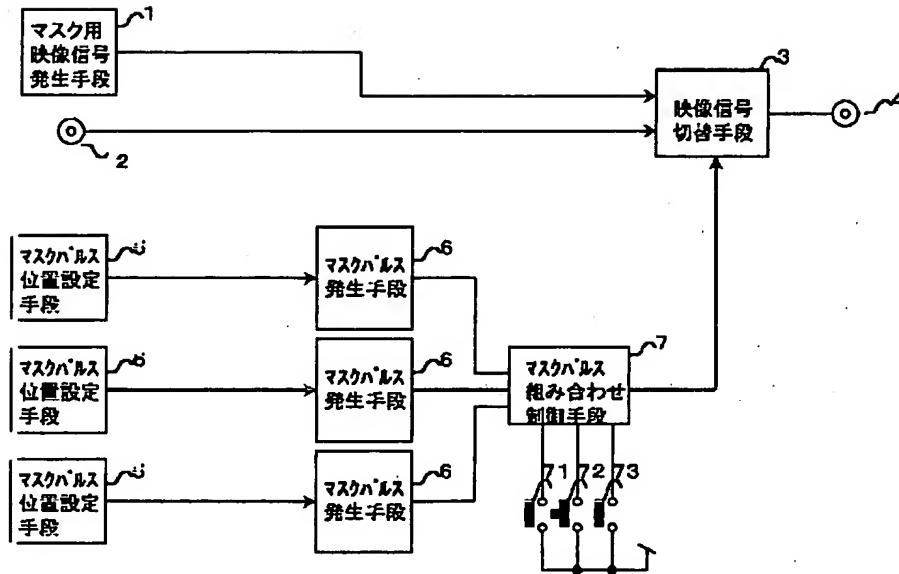 マスク用
映像信号
発生手段
1
2
映像信号
切替手段
3
4
マスクパルス
位置設定
手段
5
マスクパルス
発生手段
6
マスクパルス
位置設定
手段
5
マスクパルス
発生手段
6
マスクパルス
位置設定
手段
5
マスクパルス
発生手段
6
マスクパルス
組み合わせ
制御手段
7
71 72 73